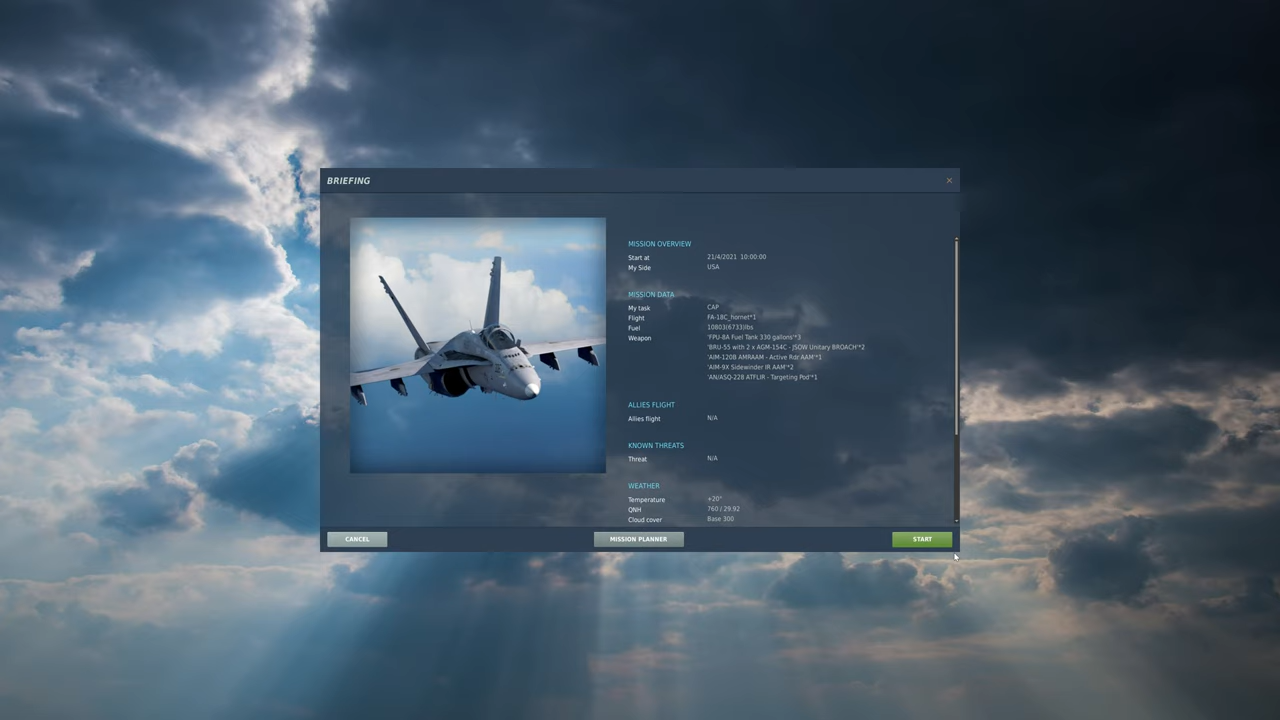 BRIEFING
×
MISSION OVERVIEW
Start at 21/4/2021 10:00:00
My Side USA
MISSION DATA
My task CAP
Flight FA-18C_hornet*1
Fuel 10803(6733)lbs
Weapon 'FPU-8A Fuel Tank 330 gallons'*3
'BRU-55 with 2 x AGM-154C - JSOW Unitary BROACH'*2
'AIM-120B AMRAAM - Active Rdr AAM'*1
'AIM-9X Sidewinder IR AAM'*2
'AN/ASQ-228 ATFLIR - Targeting Pod'*1
ALLIES FLIGHT
Allies flight N/A
KNOWN THREATS
Threat N/A
WEATHER
Temperature +20°
QNH 760 / 29.92
Cloud cover Base 300
CANCEL MISSION PLANNER START